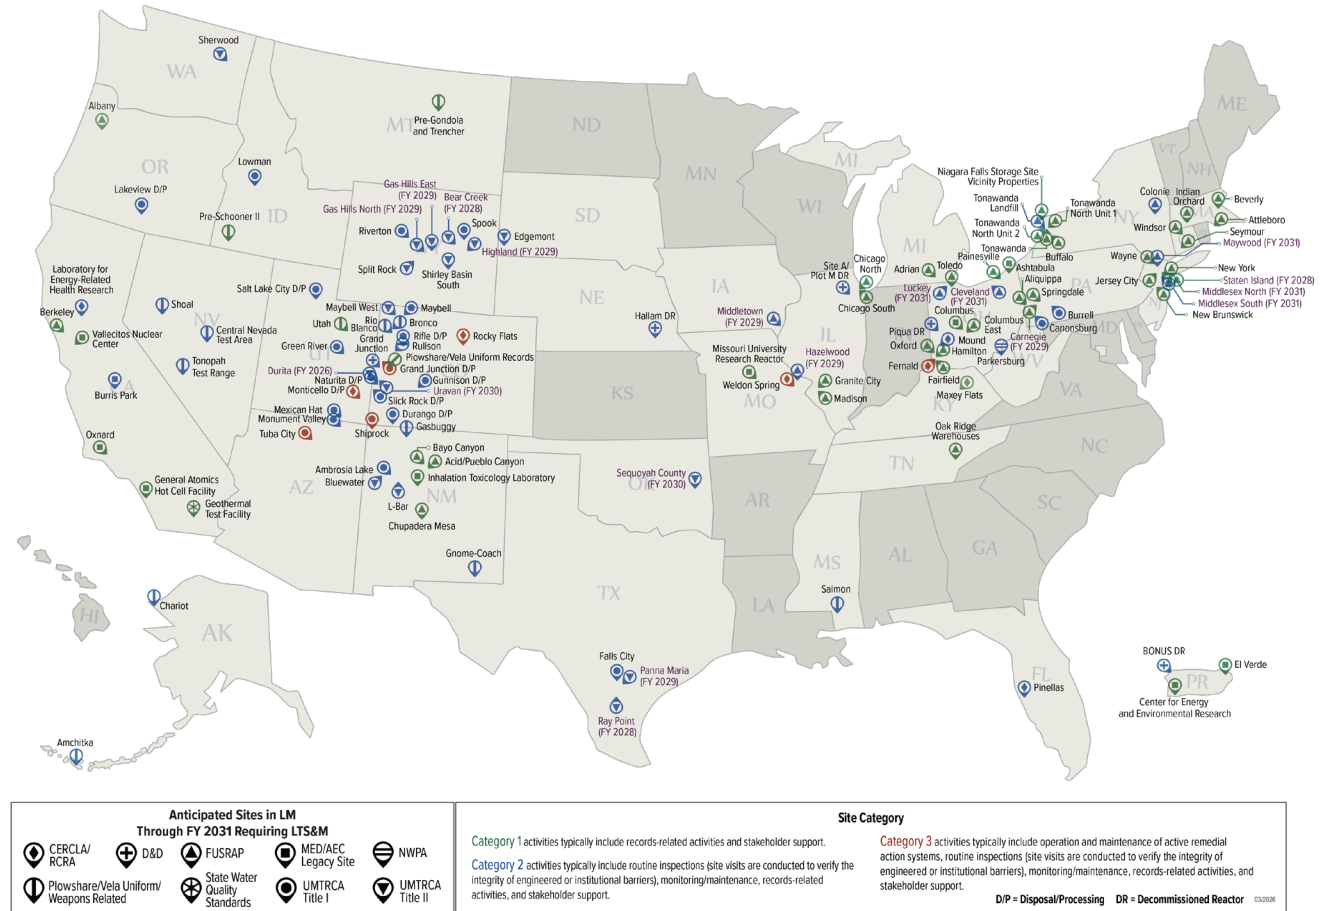 Sherwood
WA
Albany
OR
Lakeview D/P
Lowman
ID
Pre-Schooner II
Pre-Gondola
and Trencher
MT
ND
SD
MN
WI
MI
MI
ME
VT
NH
NY
MA
Gas Hills East
(FY 2029)
Gas Hills North (FY 2029)
Bear Creek
(FY 2028)
Riverton
Spook
Edgemont
Highland (FY 2029)
Split Rock
Shirley Basin
South
Laboratory for
Energy-Related
Health Research
Berkeley
Vallecitos Nuclear
Center
Burris Park
Oxnard
General Atomics
Hot Cell Facility
Geothermal
Test Facility
Shoal
NV
Central Nevada
Test Area
Tonopah
Test Range
Salt Lake City D/P
Maybell West
Maybell
Utah
Rio
Blanco
Bronco
Rifle D/P
Rulison
Rocky Flats
Green River
UT
Grand
Junction
Plowshare/Vela Uniform Records
Grand Junction D/P
Durita (FY 2026)
Naturita D/P
Gunnison D/P
Monticello D/P
Uravan (FY 2030)
Slick Rock D/P
Mexican Hat
Monument Valley
Durango D/P
Tuba City
Shiprock
Gasbuggy
Bayo Canyon
Acid/Pueblo Canyon
Ambrosia Lake
Bluewater
Inhalation Toxicology Laboratory
AZ
NM
L-Bar
Chupadera Mesa
Gnome-Coach
NE
Hallam DR
KS
IA
Middletown
(FY 2029)
Missouri University
Research Reactor
Weldon Spring
MO
Hazelwood
(FY 2029)
Granite City
Madison
IL
Site A/
Plot M DR
Chicago
North
Chicago South
Sequoyah County
(FY 2030)
OK
AR
TX
LA
MS
Salmon
AL
GA
SC
NC
TN
Oak Ridge
Warehouses
KY
VA
WV
MD
PA
NJ
Niagara Falls Storage Site
Vicinity Properties
Tonawanda
Landfill
Tonawanda
North Unit 1
Tonawanda
North Unit 2
Tonawanda
Buffalo
Painesville
Ashtabula
Adrian
Toledo
Luckey
(FY 2031)
Cleveland
(FY 2031)
Aliquippa
Springdale
Columbus
Columbus
East
Burrell
Canonsburg
Carnegie
(FY 2029)
Piqua DR
Oxford
Mound
Hamilton
Parkersburg
Fernald
Fairfield
Maxey Flats
Colonie
Indian
Orchard
Beverly
Attleboro
Windsor
Seymour
Maywood (FY 2031)
Wayne
New York
Jersey City
Staten Island (FY 2028)
Middlesex North (FY 2031)
Middlesex South (FY 2031)
New Brunswick
HI
Chariot
AK
Amchitka
Falls City
Panna Maria
(FY 2029)
Ray Point
(FY 2028)
FL
Pinellas
BONUS DR
El Verde
PR
Center for Energy
and Environmental Research
Anticipated Sites in LM
Through FY 2031 Requiring LTS&M
CERCLA/
RCRA
D&D
FUSRAP
MED/AEC
Legacy Site
NWPA
Plowshare/Vela Uniform/
Weapons Related
State Water
Quality
Standards
UMTRCA
Title I
UMTRCA
Title II
Site Category
Category 1 activities typically include records-related activities and stakeholder support.
Category 2 activities typically include routine inspections (site visits are conducted to verify the
integrity of engineered or institutional barriers), monitoring/maintenance, records-related
activities, and stakeholder support.
Category 3 activities typically include operation and maintenance of active remedial
action systems, routine inspections (site visits are conducted to verify the integrity of
engineered or institutional barriers), monitoring/maintenance, records-related activities, and
stakeholder support.
D/P = Disposal/Processing DR = Decommissioned Reactor 03/2026